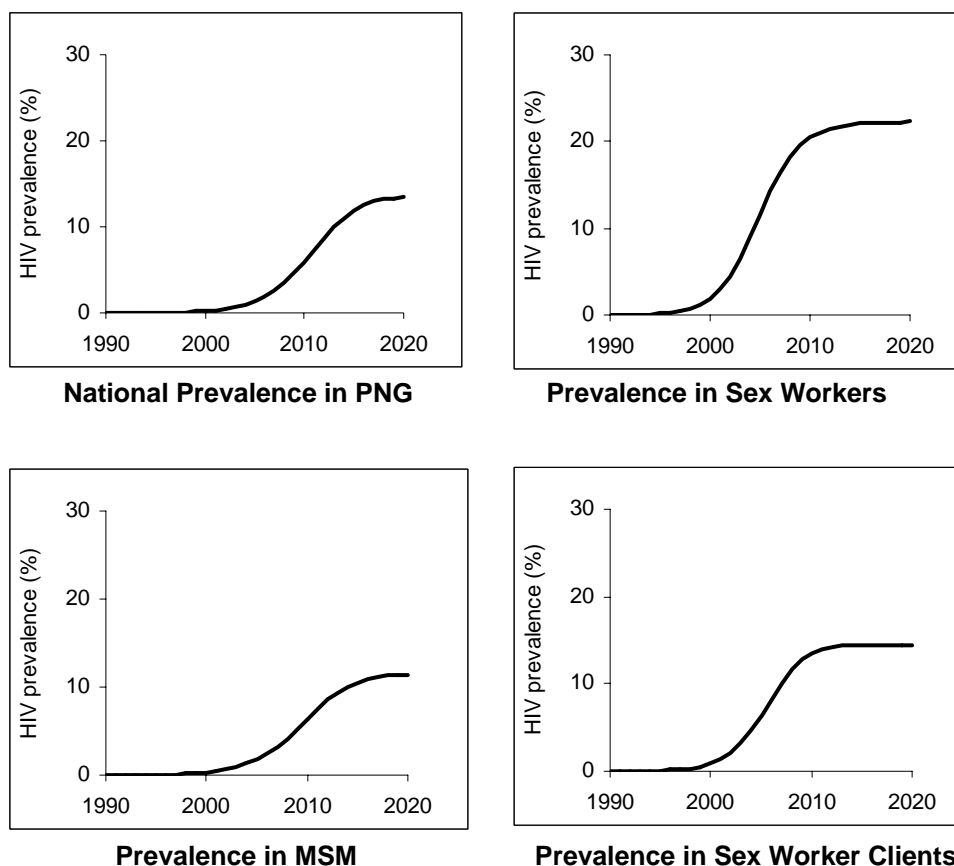 30
20
10
0
HIV prevalence (%)
1990 2000 2010 2020
National Prevalence in PNG
30
20
10
0
HIV prevalence (%)
1990 2000 2010 2020
Prevalence in Sex Workers
30
20
10
0
HIV prevalence (%)
1990 2000 2010 2020
Prevalence in MSM
30
20
10
0
HIV prevalence (%)
1990 2000 2010 2020
Prevalence in Sex Worker Clients